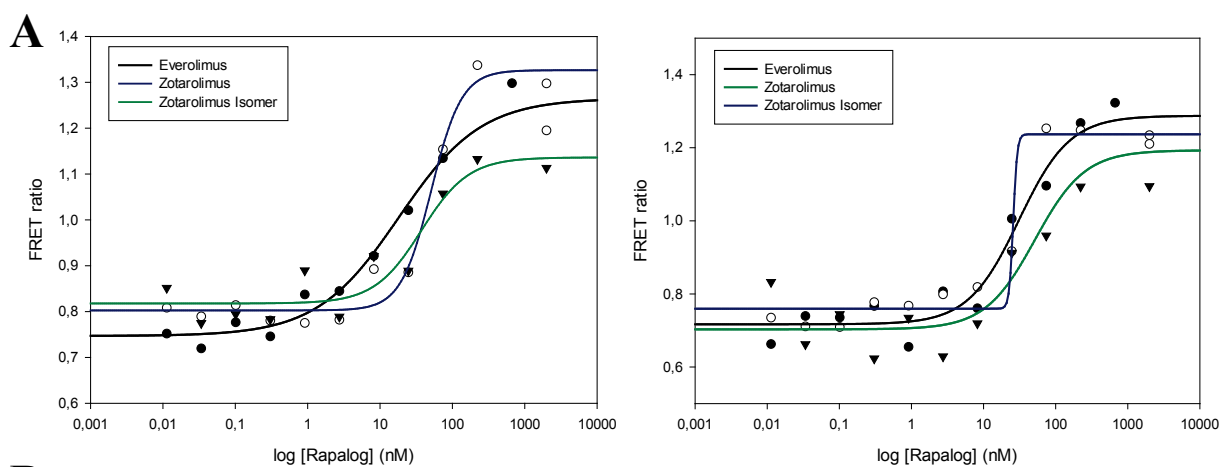 A
1,4
1,3
1,2
1,1
1,0
0,9
0,8
0,7
0,6
FRET ratio
Everolimus
Zotarolimus
Zotarolimus Isomer
0,001 0,01 0,1 1 10 100 1000 10000
log [Rapalog] (nM)
1,4
1,2
1,0
0,8
0,6
FRET ratio
Everolimus
Zotarolimus
Zotarolimus Isomer
0,001 0,01 0,1 1 10 100 1000 10000
log [Rapalog] (nM)